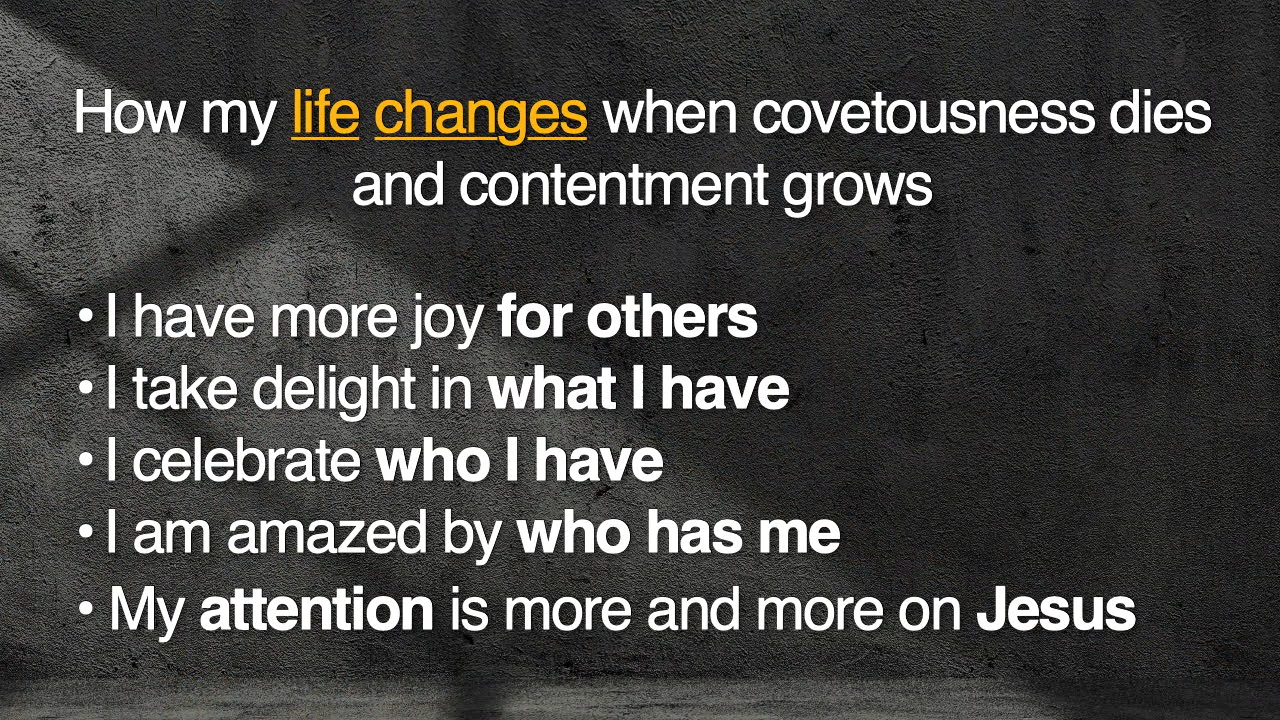 How my life changes when covetousness dies
and contentment grows
• I have more joy for others
• I take delight in what I have
• I celebrate who I have
• I am amazed by who has me
• My attention is more and more on Jesus